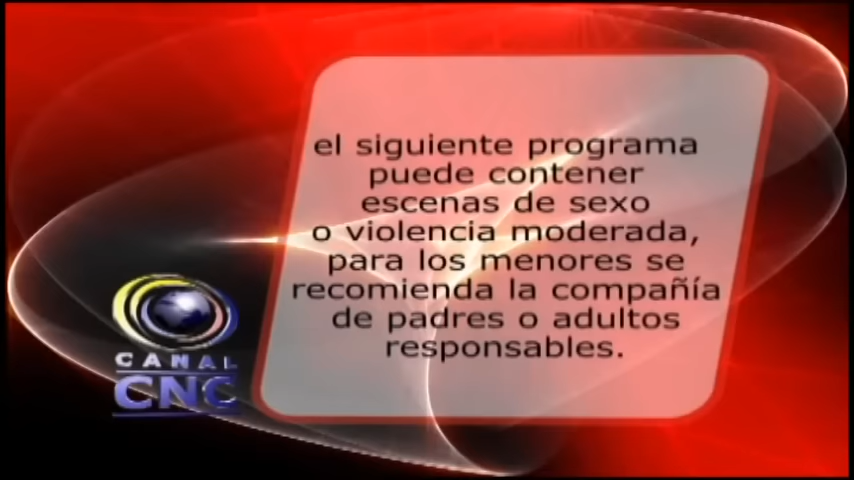 el siguiente programa
puede contener
escenas de sexo
o violencia moderada,
para los menores se
recomienda la compañía
de padres o adultos
responsables.
CANAL
CNC